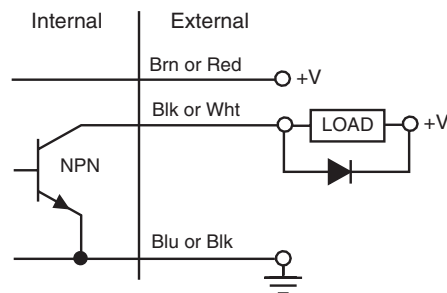 Internal External
Brn or Red
+V
Blk or Wht
LOAD
+V
NPN
Blu or Blk